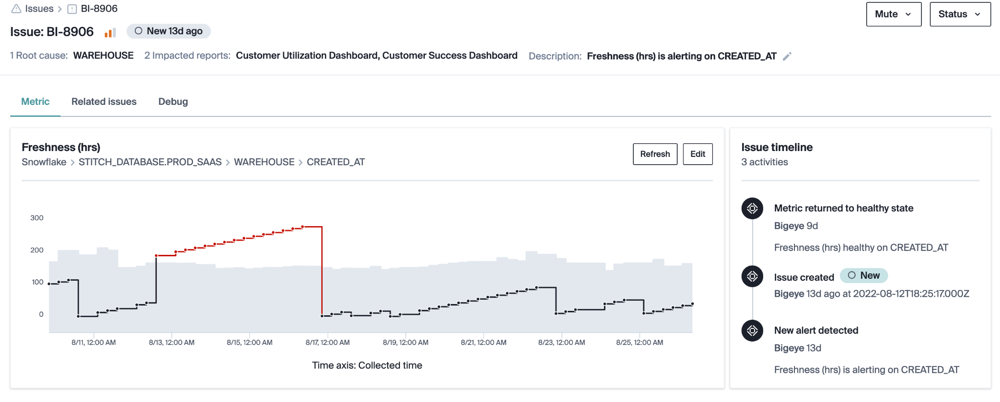 Issues > BI-8906
Mute
Status
Issue: BI-8906
New 13d ago
1 Root cause: WAREHOUSE 2 Impacted reports: Customer Utilization Dashboard, Customer Success Dashboard Description: Freshness (hrs) is alerting on CREATED_AT
Metric Related issues Debug
Freshness (hrs)
Snowflake > STITCH_DATABASE.PROD_SAAS > WAREHOUSE > CREATED_AT
Refresh
Edit
300
200
100
0
8/11, 12:00 AM 8/13, 12:00 AM 8/15, 12:00 AM 8/17, 12:00 AM 8/19, 12:00 AM 8/21, 12:00 AM 8/23, 12:00 AM 8/25, 12:00 AM
Time axis: Collected time
Issue timeline
3 activities
Metric returned to healthy state
Bigeye 9d
Freshness (hrs) healthy on CREATED_AT
Issue created New
Bigeye 13d ago at 2022-08-12T18:25:17.000Z
New alert detected
Bigeye 13d
Freshness (hrs) is alerting on CREATED_AT